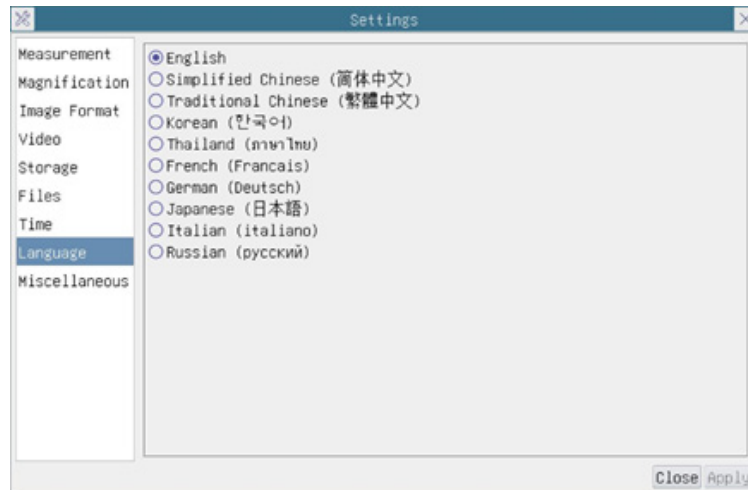 Settings
Measurement
Magnification
Image Format
Video
Storage
Files
Time
Language
Miscellaneous
English
Simplified Chinese (简体中文)
Traditional Chinese (繁體中文)
Korean (한국어)
Thailand (ภาษาไทย)
French (Francais)
German (Deutsch)
Japanese (日本語)
Italian (italiano)
Russian (русский)
Close Apply